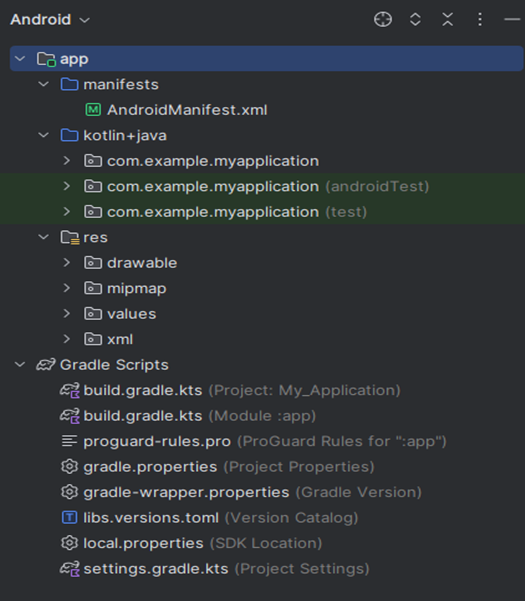 Android
app
manifests
AndroidManifest.xml
kotlin+java
com.example.myapplication
com.example.myapplication (androidTest)
com.example.myapplication (test)
res
drawable
mipmap
values
xml
Gradle Scripts
build.gradle.kts (Project: My_Application)
build.gradle.kts (Module :app)
proguard-rules.pro (ProGuard Rules for ":app")
gradle.properties (Project Properties)
gradle-wrapper.properties (Gradle Version)
libs.versions.toml (Version Catalog)
local.properties (SDK Location)
settings.gradle.kts (Project Settings)